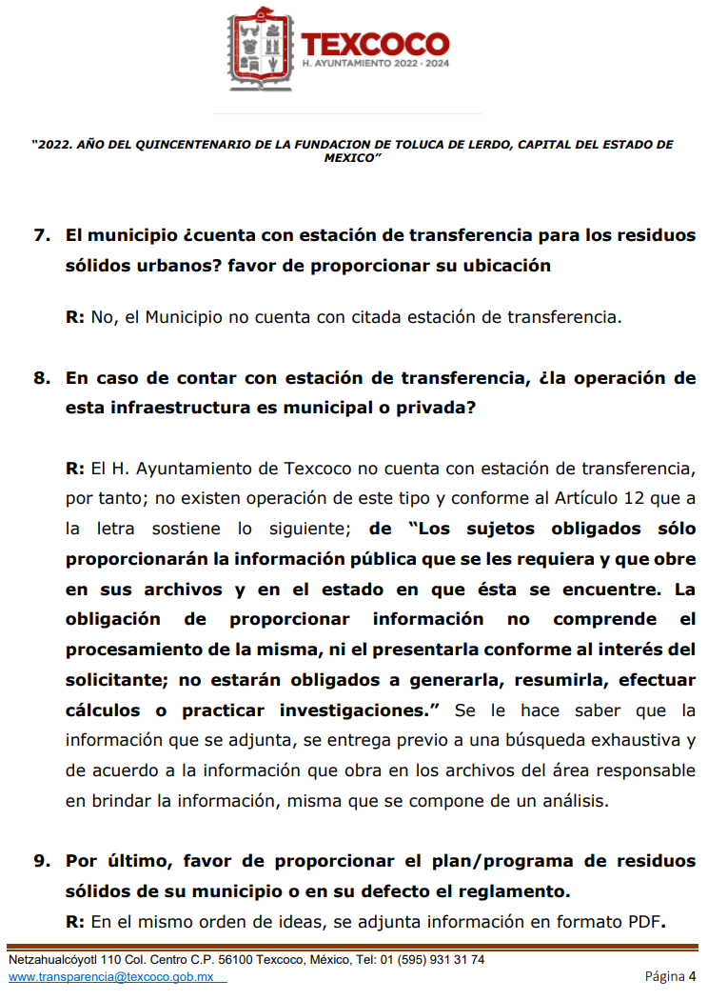 TEXCOCO
H. AYUNTAMIENTO 2022 - 2024
“2022. AÑO DEL QUINCENTENARIO DE LA FUNDACION DE TOLUCA DE LERDO, CAPITAL DEL ESTADO DE
MEXICO”
7. El municipio ¿cuenta con estación de transferencia para los residuos
sólidos urbanos? favor de proporcionar su ubicación
R: No, el Municipio no cuenta con citada estación de transferencia.
8. En caso de contar con estación de transferencia, ¿la operación de
esta infraestructura es municipal o privada?
R: El H. Ayuntamiento de Texcoco no cuenta con estación de transferencia,
por tanto; no existen operación de este tipo y conforme al Artículo 12 que a
la letra sostiene lo siguiente; de “Los sujetos obligados sólo
proporcionarán la información pública que se les requiera y que obre
en sus archivos y en el estado en que ésta se encuentre. La
obligación de proporcionar información no comprende el
procesamiento de la misma, ni el presentarla conforme al interés del
solicitante; no estarán obligados a generarla, resumirla, efectuar
cálculos o practicar investigaciones.” Se le hace saber que la
información que se adjunta, se entrega previo a una búsqueda exhaustiva y
de acuerdo a la información que obra en los archivos del área responsable
en brindar la información, misma que se compone de un análisis.
9. Por último, favor de proporcionar el plan/programa de residuos
sólidos de su municipio o en su defecto el reglamento.
R: En el mismo orden de ideas, se adjunta información en formato PDF.
Netzahualcóyotl 110 Col. Centro C.P. 56100 Texcoco, México, Tel: 01 (595) 931 31 74
www.transparencia@texcoco.gob.mx
Página 4